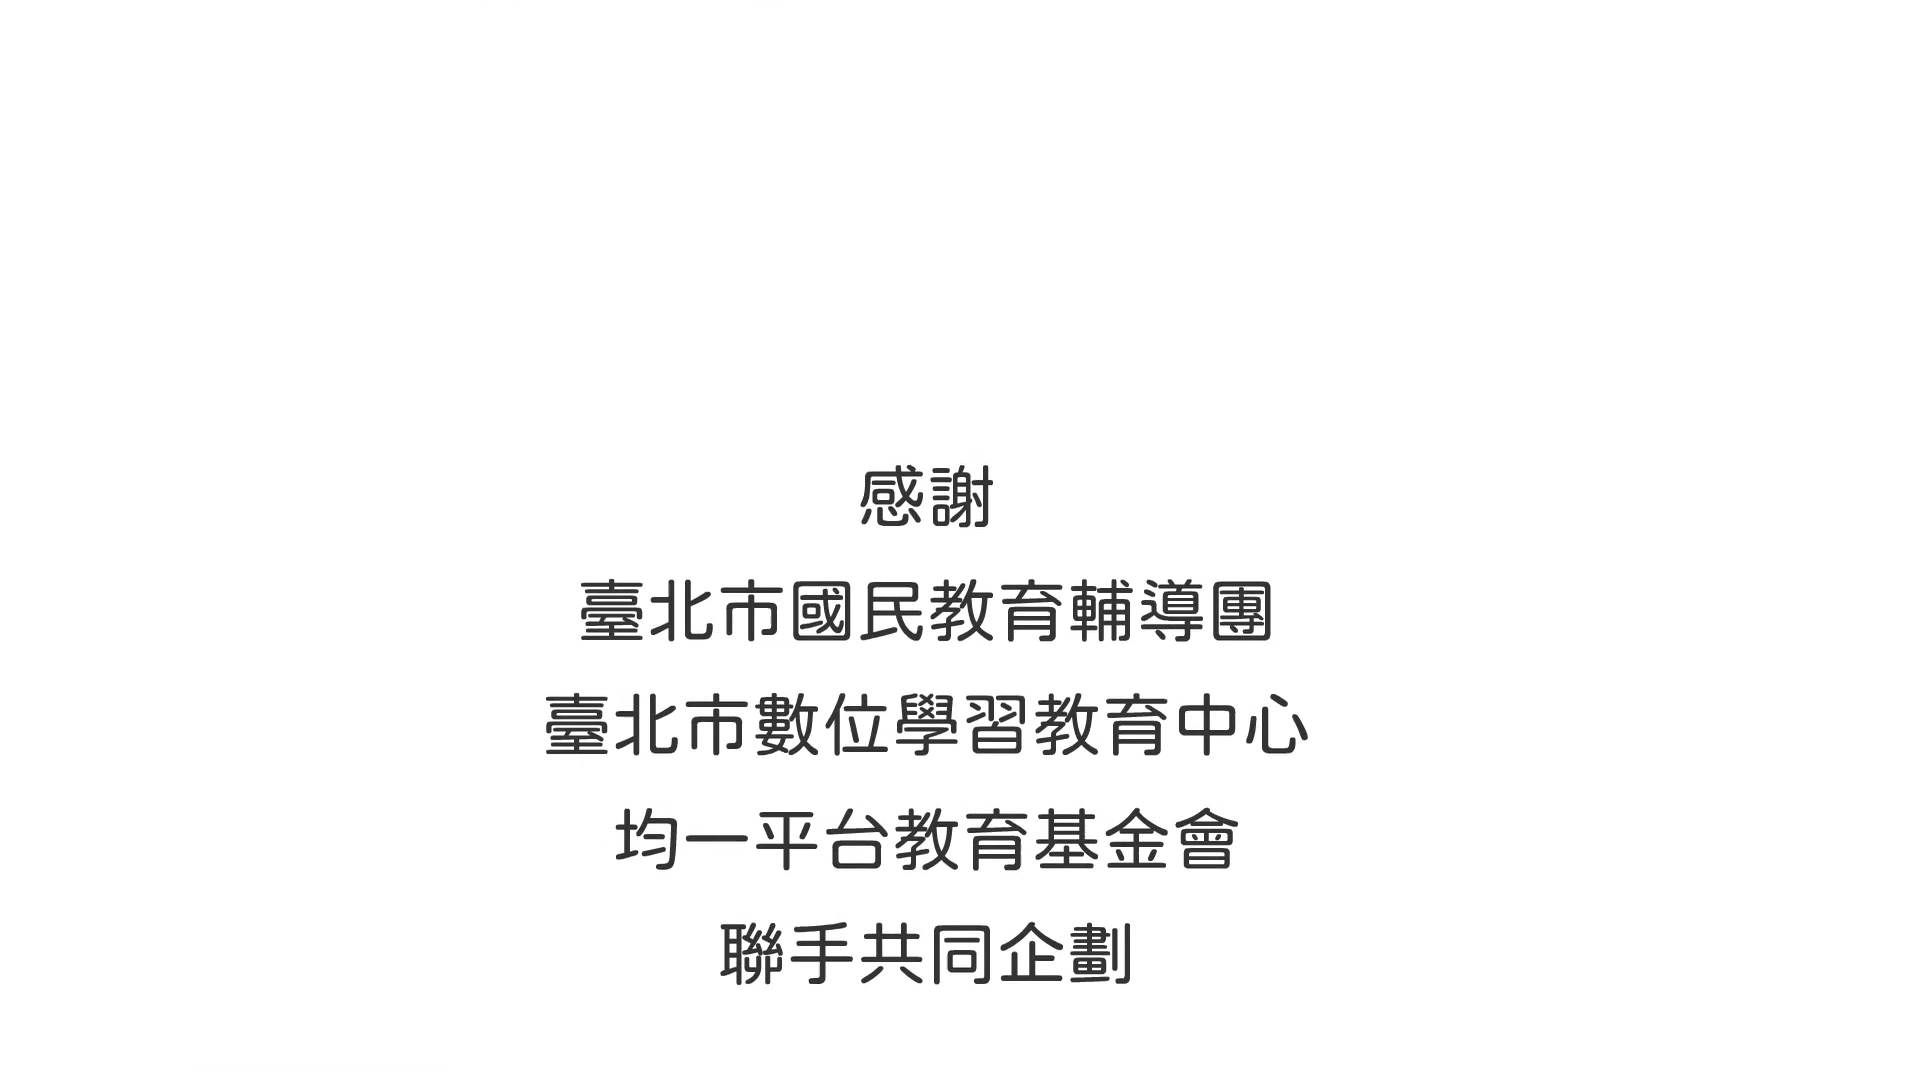 感謝
臺北市國民教育輔導團
臺北市數位學習教育中心
均一平台教育基金會
聯手共同企劃